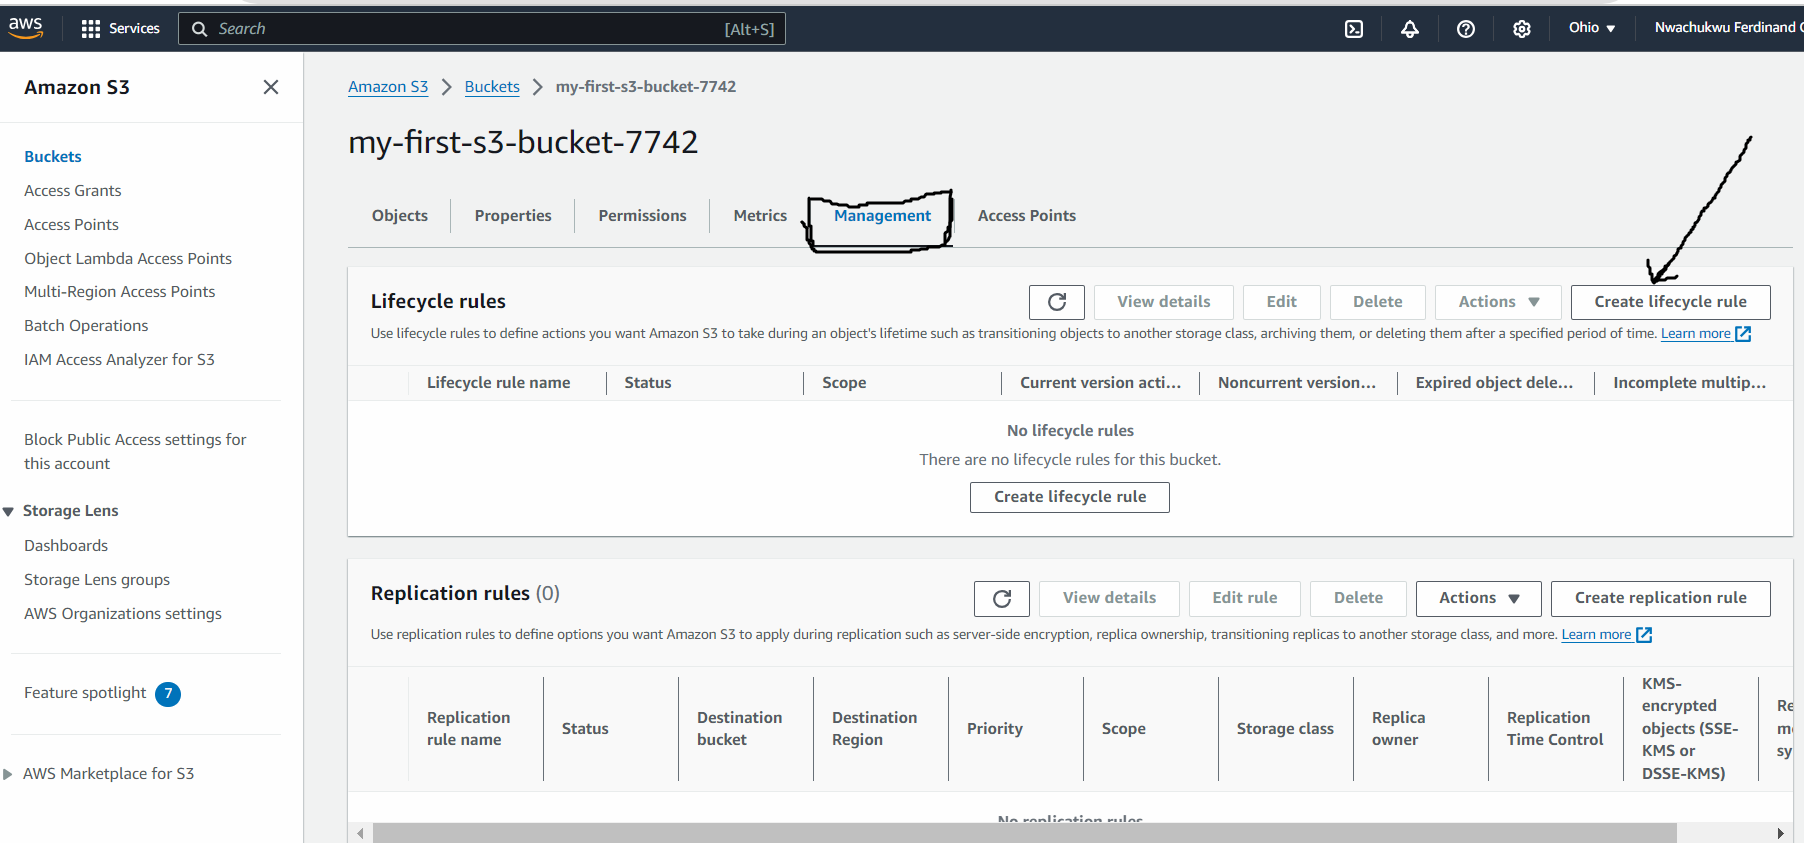 aws Services Search [Alt+S] Ohio Nwachukwu Ferdinand
Amazon S3
Buckets
Access Grants
Access Points
Object Lambda Access Points
Multi-Region Access Points
Batch Operations
IAM Access Analyzer for S3
Block Public Access settings for
this account
Storage Lens
Dashboards
Storage Lens groups
AWS Organizations settings
Feature spotlight 7
AWS Marketplace for S3
Amazon S3 Buckets my-first-s3-bucket-7742
my-first-s3-bucket-7742
Objects Properties Permissions Metrics Management Access Points
Lifecycle rules View details Edit Delete Actions Create lifecycle rule
Use lifecycle rules to define actions you want Amazon S3 to take during an object's lifetime such as transitioning objects to another storage class, archiving them, or deleting them after a specified period of time. Learn more
Lifecycle rule name Status Scope Current version acti... Noncurrent version... Expired object dele... Incomplete multip...
No lifecycle rules
There are no lifecycle rules for this bucket.
Create lifecycle rule
Replication rules (0) View details Edit rule Delete Actions Create replication rule
Use replication rules to define options you want Amazon S3 to apply during replication such as server-side encryption, replica ownership, transitioning replicas to another storage class, and more. Learn more
Replication
rule name
Status
Destination
bucket
Destination
Region
Priority
Scope
Storage class
Replica
owner
Replication
Time Control
KMS-
encrypted
objects (SSE-
KMS or
DSSE-KMS)
No replication rules